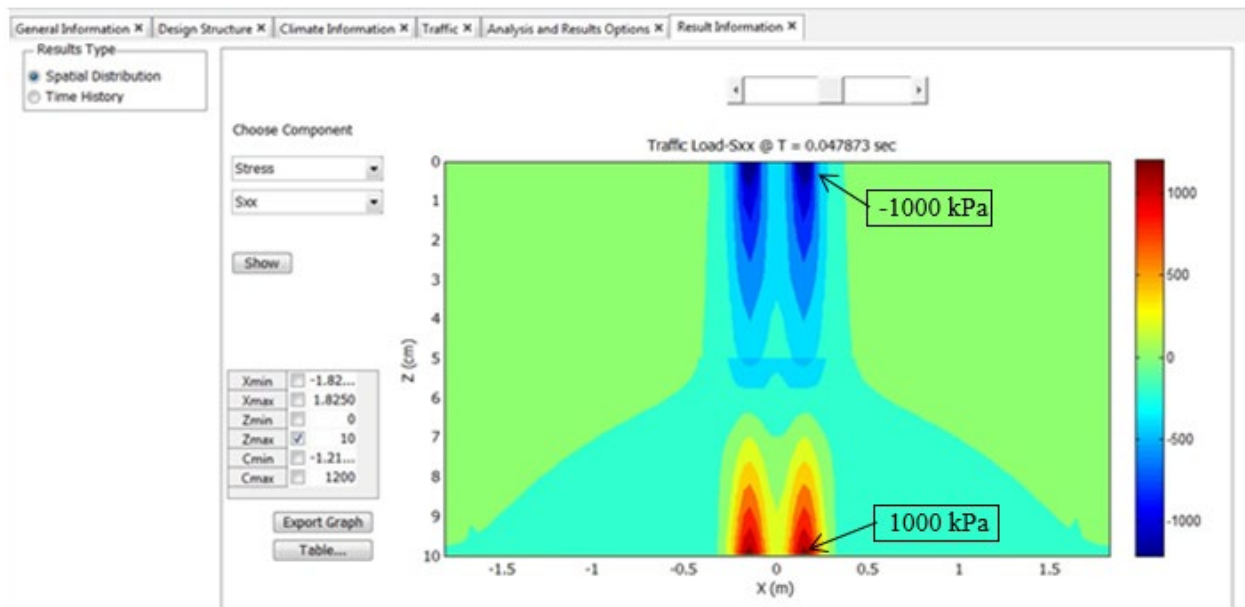 General Information ✕ Design Structure ✕ Climate Information ✕ Traffic ✕ Analysis and Results Options ✕ Result Information ✕
Results Type
Spatial Distribution
Time History
Choose Component
Stress
Sxx
Show
Xmin -1.82...
Xmax 1.8250
Zmin 0
Zmax 10
Cmin -1.21...
Cmax 1200
Export Graph
Table...
Traffic Load-Sxx @ T = 0.047873 sec
-1000 kPa
1000 kPa
0
1
2
3
4
5
6
7
8
9
10
Z (cm)
-1.5 -1 -0.5 0 0.5 1 1.5
X (m)
1000
500
0
-500
-1000